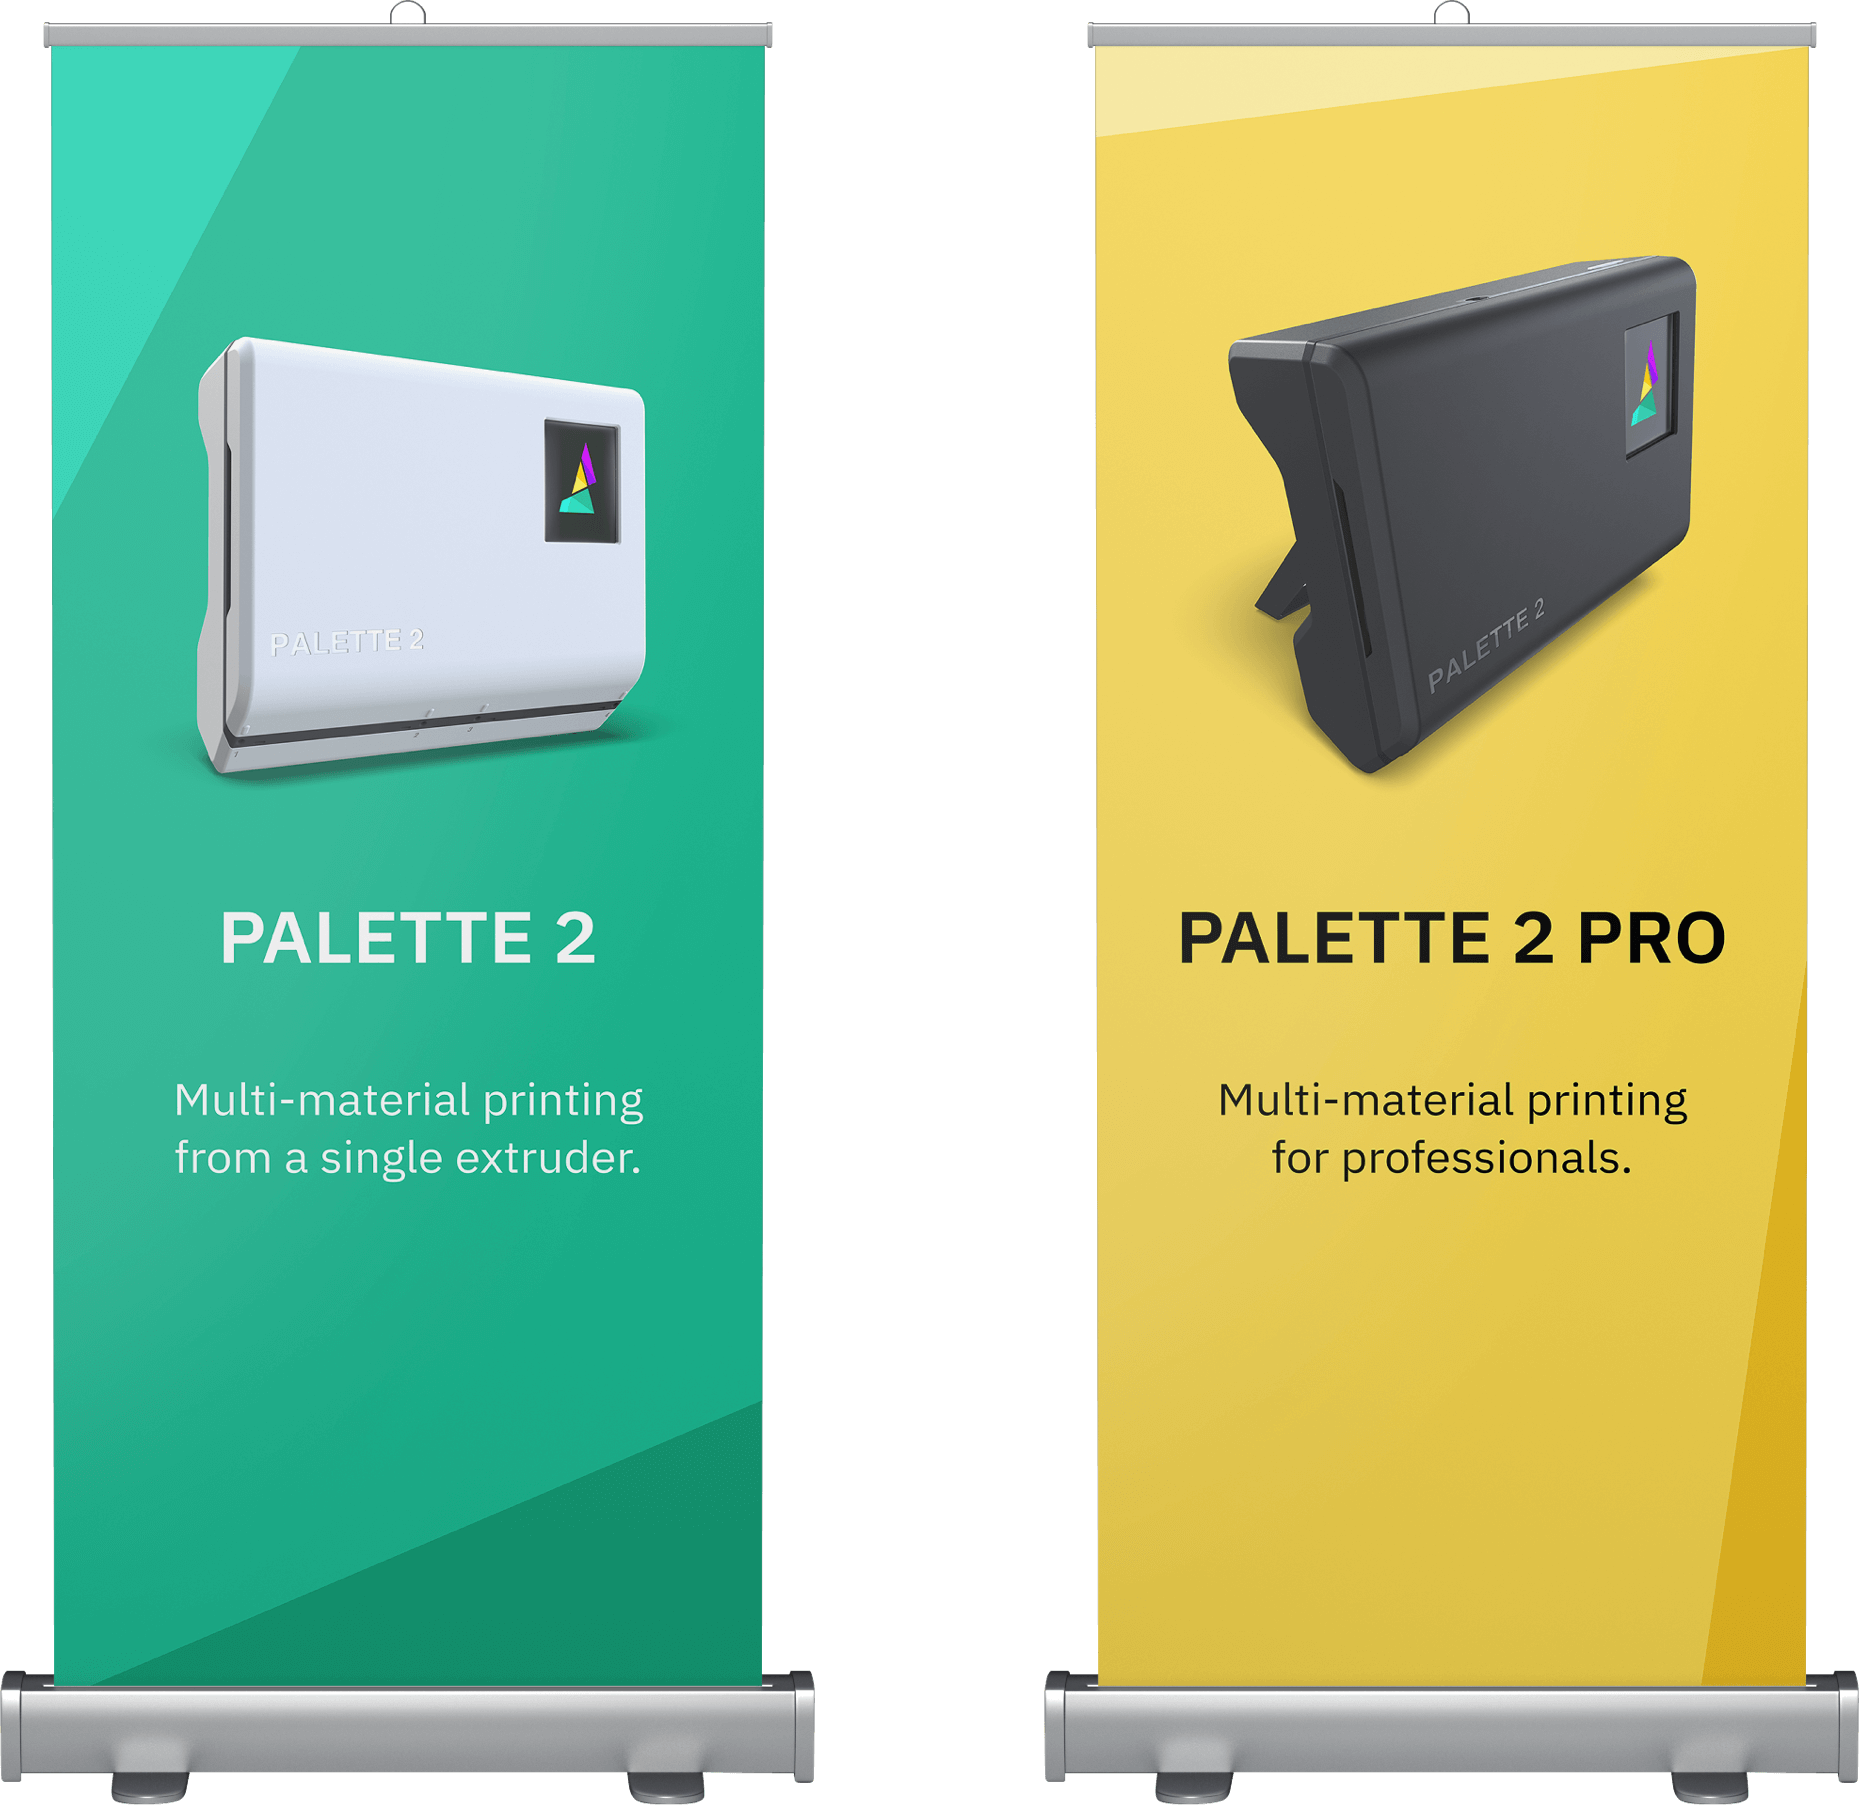 PALETTE 2
PALETTE 2
Multi-material printing
from a single extruder.
PALETTE 2
PALETTE 2 PRO
Multi-material printing
for professionals.